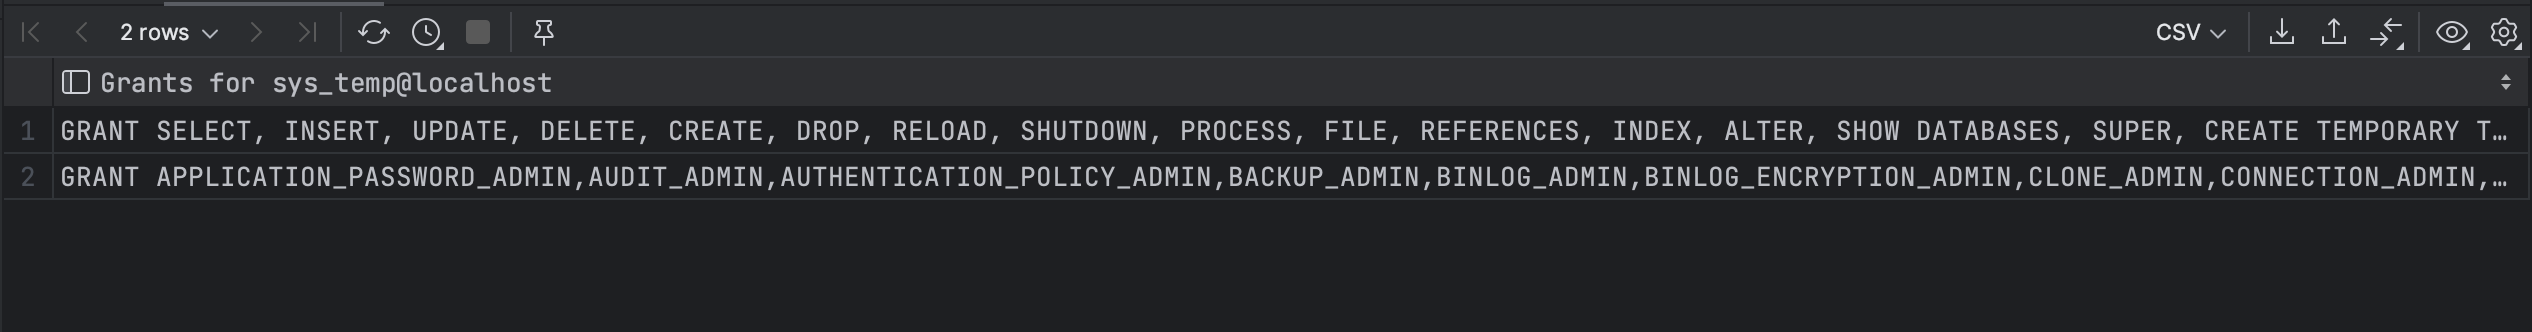 2 rows
CSV
Grants for sys_temp@localhost
1 GRANT SELECT, INSERT, UPDATE, DELETE, CREATE, DROP, RELOAD, SHUTDOWN, PROCESS, FILE, REFERENCES, INDEX, ALTER, SHOW DATABASES, SUPER, CREATE TEMPORARY T…
2 GRANT APPLICATION_PASSWORD_ADMIN,AUDIT_ADMIN,AUTHENTICATION_POLICY_ADMIN,BACKUP_ADMIN,BINLOG_ADMIN,BINLOG_ENCRYPTION_ADMIN,CLONE_ADMIN,CONNECTION_ADMIN,…